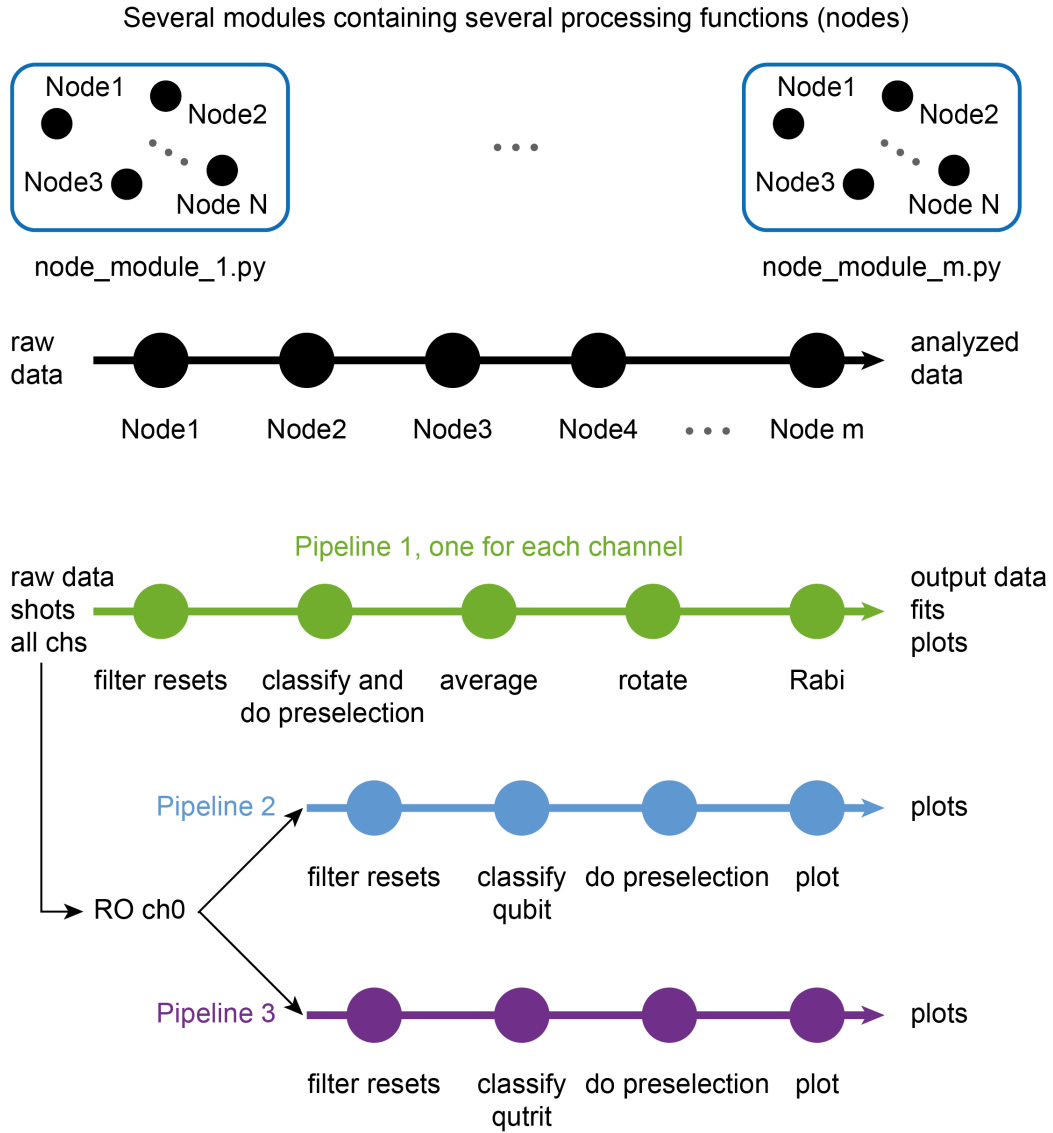 Several modules containing several processing functions (nodes)
Node1
Node2
Node3
Node N
node_module_1.py
Node1
Node2
Node3
Node N
node_module_m.py
raw
data
Node1
Node2
Node3
Node4
Node m
analyzed
data
Pipeline 1, one for each channel
raw data
shots
all chs
filter resets
classify and
do preselection
average
rotate
Rabi
output data
fits
plots
Pipeline 2
filter resets
classify
qubit
do preselection
plot
plots
RO ch0
Pipeline 3
filter resets
classify
qutrit
do preselection
plot
plots